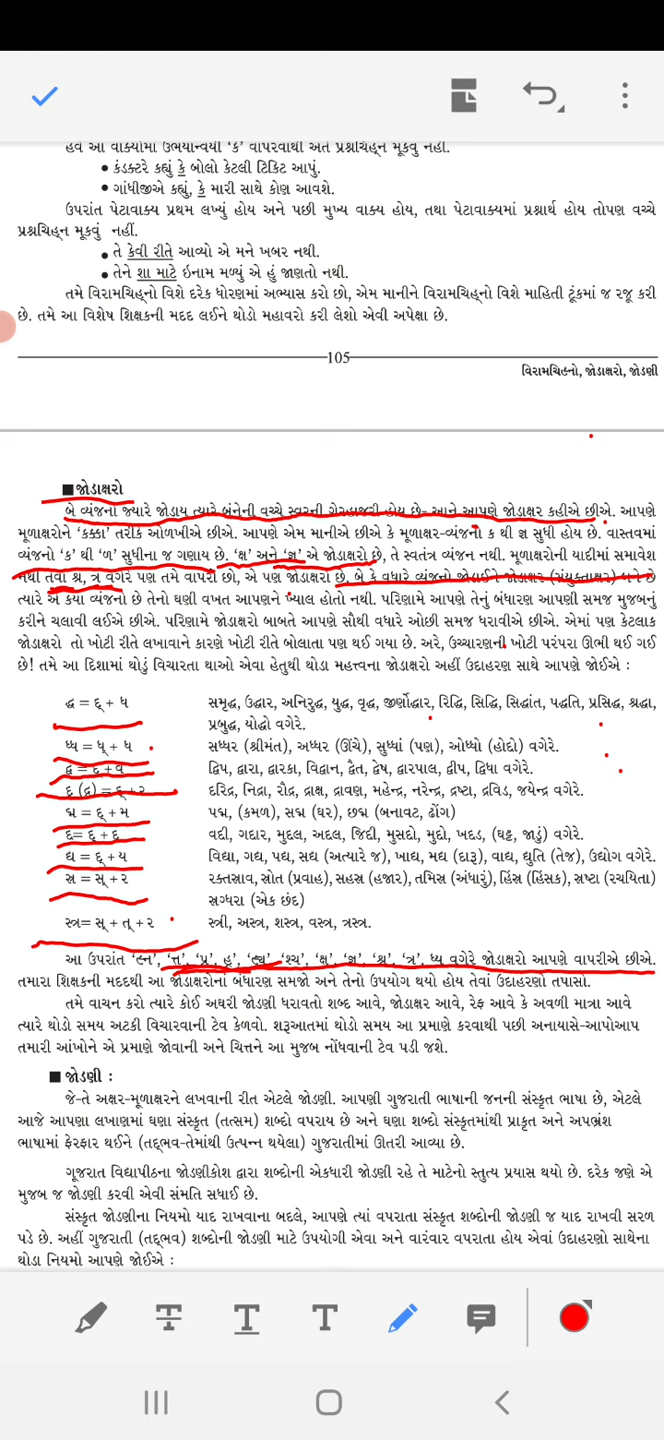 હવે આ વાક્યોમાં ઉભયાન્વયી ‘કે’ વાપરવાથી અંતે પ્રશ્નચિહ્ન મૂકવું નહીં.
• કંડક્ટરે કહ્યું કે બોલો કેટલી ટિકિટ આપું.
• ગાંધીજીએ કહ્યું, કે મારી સાથે કોણ આવશે.
ઉપરાંત પેટાવાક્ય પ્રથમ લખ્યું હોય અને પછી મુખ્ય વાક્ય હોય, તથા પેટાવાક્યમાં પ્રશ્નાર્થ હોય તોપણ વચ્ચે
પ્રશ્નચિહ્ન મૂકવું નહીં.
• તે કેવી રીતે આવ્યો એ મને ખબર નથી.
• તેને શા માટે ઇનામ મળ્યું એ હું જાણતો નથી.
તમે વિરામચિહ્નો વિશે દરેક ધોરણમાં અભ્યાસ કરો છો, એમ માનીને વિરામચિહ્નો વિશે માહિતી ટૂંકમાં જ રજૂ કરી
છે. તમે આ વિશેષ શિક્ષકની મદદ લઈને થોડો મહાવરો કરી લેશો એવી અપેક્ષા છે.
105
વિરામચિહ્નો, જોડાક્ષરો, જોડણી
■ જોડાક્ષરો
બે વ્યંજનો જ્યારે જોડાય ત્યારે બંનેની વચ્ચે સ્વરની ગેરહાજરી હોય છે- આને આપણે જોડાક્ષર કહીએ છીએ. આપણે
મૂળાક્ષરોને ‘કક્કા’ તરીકે ઓળખીએ છીએ. આપણે એમ માનીએ છીએ કે મૂળાક્ષર-વ્યંજનો ક થી જ્ઞ સુધી હોય છે. વાસ્તવમાં
વ્યંજનો ‘ક’ થી ‘ળ’ સુધીના જ ગણાય છે. ‘ક્ષ’ અને ‘જ્ઞ’ એ જોડાક્ષરો છે, તે સ્વતંત્ર વ્યંજન નથી. મૂળાક્ષરોની યાદીમાં સમાવેશ
નથી તેવા શ્ર, ત્ર વગેરે પણ તમે વાપરો છો, એ પણ જોડાક્ષરો છે, બે કે વધારે વ્યંજનો જોડાઈને જોડાક્ષર (સંયુક્તાક્ષર) બને છે
ત્યારે એ કયા વ્યંજનો છે તેનો ઘણી વખત આપણને ખ્યાલ હોતો નથી. પરિણામે આપણે તેનું બંધારણ આપણી સમજ મુજબનું
કરીને ચલાવી લઈએ છીએ. પરિણામે જોડાક્ષરો બાબતે આપણે સૌથી વધારે ઓછી સમજ ધરાવીએ છીએ. એમાં પણ કેટલાક
જોડાક્ષરો તો ખોટી રીતે લખાવાને કારણે ખોટી રીતે બોલાતા પણ થઈ ગયા છે. અરે, ઉચ્ચારણની ખોટી પરંપરા ઊભી થઈ ગઈ
છે! તમે આ દિશામાં થોડું વિચારતા થાઓ એવા હેતુથી થોડા મહત્ત્વના જોડાક્ષરો અહીં ઉદાહરણ સાથે આપણે જોઈએ :
દ્ધ = દ્ + ધ સમૃદ્ધ, ઉદ્ધાર, અનિરુદ્ધ, યુદ્ધ, વૃદ્ધ, જીર્ણોદ્ધાર, રિદ્ધિ, સિદ્ધિ, સિદ્ધાંત, પદ્ધતિ, પ્રસિદ્ધ, શ્રદ્ધા,
પ્રબુદ્ધ, યોદ્ધો વગેરે.
ધ્ધ = ધ્ + ધ સધ્ધર (શ્રીમંત), અધ્ધર (ઊંચે), સુધ્ધાં (પણ), ઓધ્ધો (હોદો) વગેરે.
દ્વ = દ્ + વ દ્વિપ, દ્વારા, દ્વારકા, વિદ્વાન, દ્વૈત, દ્વેષ, દ્વારપાલ, દ્વીપ, દ્વિધા વગેરે.
દ્ર (દ્ર) = દ્ + ર દરિદ્ર, નિદ્રા, રૌદ્ર, દ્રાક્ષ, દ્રાવણ, મહેન્દ્ર, નરેન્દ્ર, દ્રષ્ટા, દ્રવિડ, જયેન્દ્ર વગેરે.
દ્મ = દ્ + મ પદ્મ, (કમળ), સદ્મ (ઘર), છદ્મ (બનાવટ, ઢોંગ)
દ્દ= દ્ + દ વદ્દી, ગદ્દાર, મુદ્દલ, અદ્દલ, જિદ્દી, મુસદ્દો, મુદ્દો, ખદ્દડ, (ઘટ્ટ, જાડું) વગેરે.
દ્ય = દ્ + ય વિદ્યા, ગદ્ય, પદ્ય, સદ્ય (અત્યારે જ), ખાદ્ય, મદ્ય (દારૂ), વાદ્ય, દ્યુતિ (તેજ), ઉદ્યોગ વગેરે.
સ્ર = સ્ + ર રક્તસ્રાવ, સ્રોત (પ્રવાહ), સહસ્ર (હજાર), તમિસ્ર (અંધારું), હિંસ્ર (હિંસક), સ્રષ્ટા (રચયિતા)
સ્રગ્ધરા (એક છંદ)
સ્ત્ર= સ્ + ત્ + ર સ્ત્રી, અસ્ત્ર, શસ્ત્ર, વસ્ત્ર, ત્રસ્ત્ર.
આ ઉપરાંત ‘હ્ન’, ‘ત્ત’, ‘પ્ર’, હ્ર’, ‘હ્ય’ ‘શ્ચ’, ‘ક્ષ’, ‘જ્ઞ’, ‘શ્ર’, ‘ત્ર’, ધ્ય વગેરે જોડાક્ષરો આપણે વાપરીએ છીએ.
તમારા શિક્ષકની મદદથી આ જોડાક્ષરોનાં બંધારણ સમજો અને તેનો ઉપયોગ થયો હોય તેવાં ઉદાહરણો તપાસો.
તમે વાચન કરો ત્યારે કોઈ અઘરી જોડણી ધરાવતો શબ્દ આવે, જોડાક્ષર આવે, રેફ આવે કે અવળી માત્રા આવે
ત્યારે થોડો સમય અટકી વિચારવાની ટેવ કેળવો. શરૂઆતમાં થોડો સમય આ પ્રમાણે કરવાથી પછી અનાયાસે-આપોઆપ
તમારી આંખોને એ પ્રમાણે જોવાની અને ચિત્તને આ મુજબ નોંધવાની ટેવ પડી જશે.
■ જોડણી :
જે-તે અક્ષર-મૂળાક્ષરને લખવાની રીત એટલે જોડણી. આપણી ગુજરાતી ભાષાની જનની સંસ્કૃત ભાષા છે, એટલે
આજે આપણા લખાણમાં ઘણા સંસ્કૃત (તત્સમ) શબ્દો વપરાય છે અને ઘણા શબ્દો સંસ્કૃતમાંથી પ્રાકૃત અને અપભ્રંશ
ભાષામાં ફેરફાર થઈને (તદ્ભવ-તેમાંથી ઉત્પન્ન થયેલા) ગુજરાતીમાં ઊતરી આવ્યા છે.
ગૂજરાત વિદ્યાપીઠના જોડણીકોશ દ્વારા શબ્દોની એકધારી જોડણી રહે તે માટેનો સ્તુત્ય પ્રયાસ થયો છે. દરેક જણે એ
મુજબ જ જોડણી કરવી એવી સંમતિ સધાઈ છે.
સંસ્કૃત જોડણીના નિયમો યાદ રાખવાના બદલે, આપણે ત્યાં વપરાતા સંસ્કૃત શબ્દોની જોડણી જ યાદ રાખવી સરળ
પડે છે. અહીં ગુજરાતી (તદ્ભવ) શબ્દોની જોડણી માટે ઉપયોગી એવા અને વારંવાર વપરાતા હોય એવાં ઉદાહરણો સાથેના
થોડા નિયમો આપણે જોઈએ :